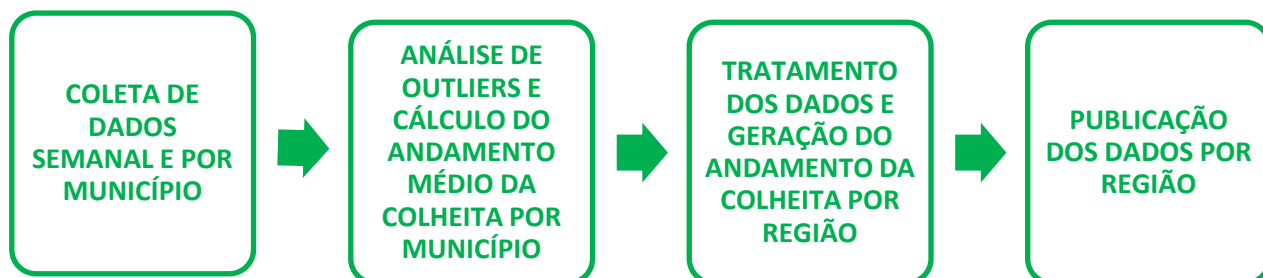 COLETA DE
DADOS
SEMANAL E POR
MUNICÍPIO
ANÁLISE DE
OUTLIERS E
CÁLCULO DO
ANDAMENTO
MÉDIO DA
COLHEITA POR
MUNICÍPIO
TRATAMENTO
DOS DADOS E
GERAÇÃO DO
ANDAMENTO DA
COLHEITA POR
REGIÃO
PUBLICAÇÃO
DOS DADOS POR
REGIÃO